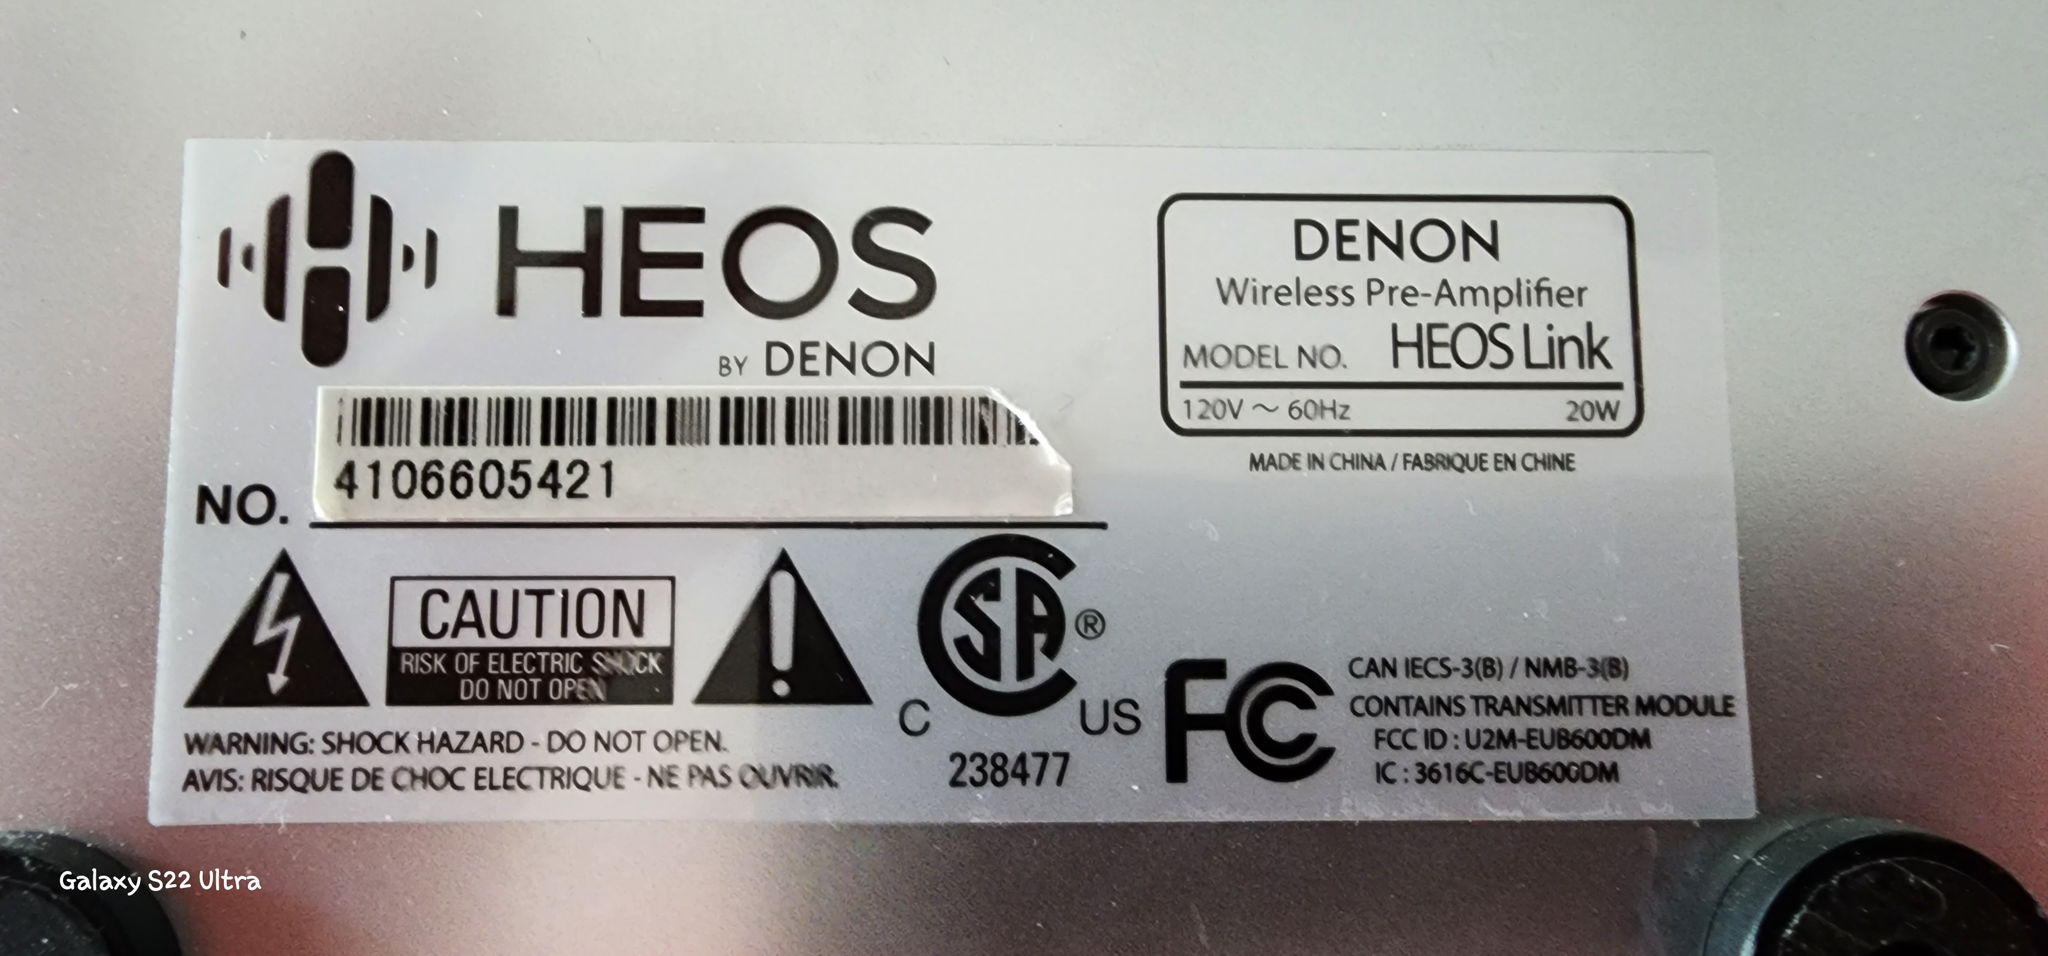 HEOS
BY DENON
DENON
Wireless Pre-Amplifier
MODEL NO. HEOS Link
120V ~ 60Hz 20W
MADE IN CHINA / FABRIQUE EN CHINE
NO. 4106605421
CAUTION
RISK OF ELECTRIC SHOCK
DO NOT OPEN
WARNING: SHOCK HAZARD - DO NOT OPEN.
AVIS: RISQUE DE CHOC ELECTRIQUE - NE PAS OUVRIR.
SA ®
C US
238477
FC
CAN IECS-3(B) / NMB-3(B)
CONTAINS TRANSMITTER MODULE
FCC ID : U2M-EUB600DM
IC : 3616C-EUB600DM
Galaxy S22 Ultra